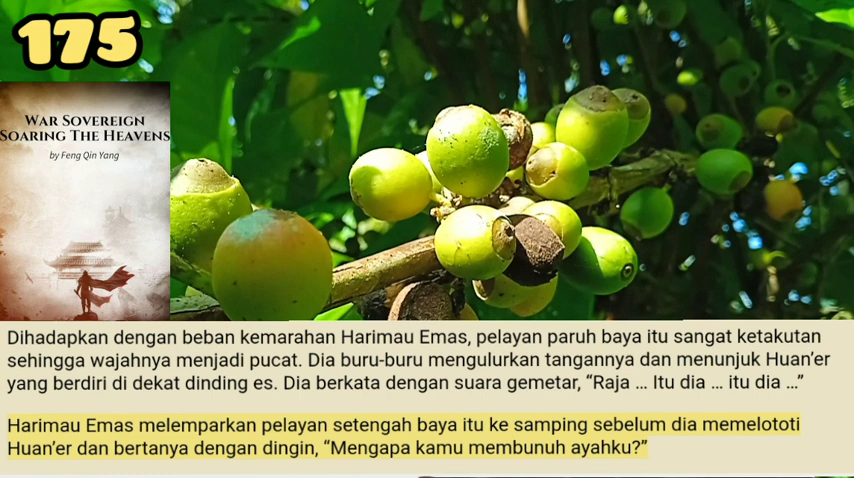 175
WAR SOVEREIGN
SOARING THE HEAVENS
by Feng Qin Yang
Dihadapkan dengan beban kemarahan Harimau Emas, pelayan paruh baya itu sangat ketakutan
sehingga wajahnya menjadi pucat. Dia buru-buru mengulurkan tangannya dan menunjuk Huan’er
yang berdiri di dekat dinding es. Dia berkata dengan suara gemetar, “Raja ... Itu dia ... itu dia ...”
Harimau Emas melemparkan pelayan setengah baya itu ke samping sebelum dia memelototi
Huan’er dan bertanya dengan dingin, “Mengapa kamu membunuh ayahku?”